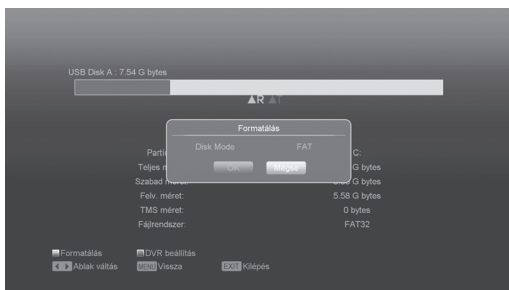 USB Disk A : 7.54 G bytes
R T
Formatálás
Disk Mode FAT
OK Mégse
C:
Teljes G bytes
Szabad G bytes
Felv. méret: 5.58 G bytes
TMS méret: 0 bytes
Fájlrendszer: FAT32
Formatálás DVR beállítás
Ablak váltás MENU Vissza EXIT Kilépés